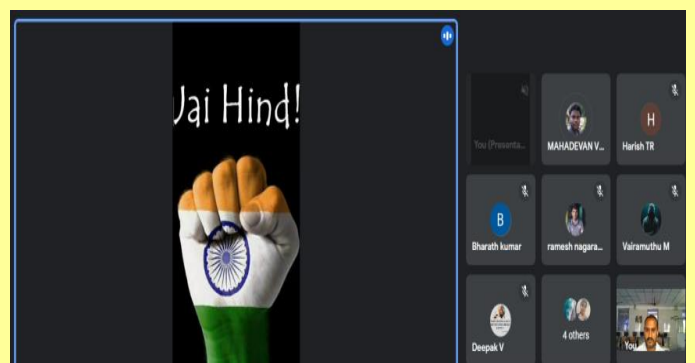 Jai Hind!
You (Presenta...
MAHADEVAN V...
H
Harish TR
B
Bharath kumar
ramesh nagara...
Vairamuthu M
Deepak V
4 others
You